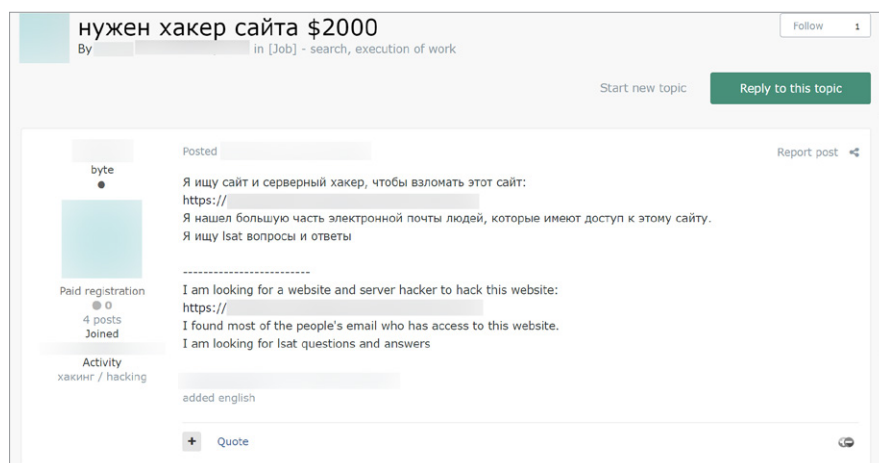 нужен хакер сайта $2000
Follow 1
By in [Job] - search, execution of work
Start new topic
Reply to this topic
Posted
Report post
byte
Я ищу сайт и серверный хакер, чтобы взломать этот сайт:
https://
Я нашел большую часть электронной почты людей, которые имеют доступ к этому сайту.
Я ищу lsat вопросы и ответы
-------------------------
Paid registration
0
4 posts
Joined
Activity
хакинг / hacking
I am looking for a website and server hacker to hack this website:
https://
I found most of the people's email who has access to this website.
I am looking for lsat questions and answers
added english
+ Quote